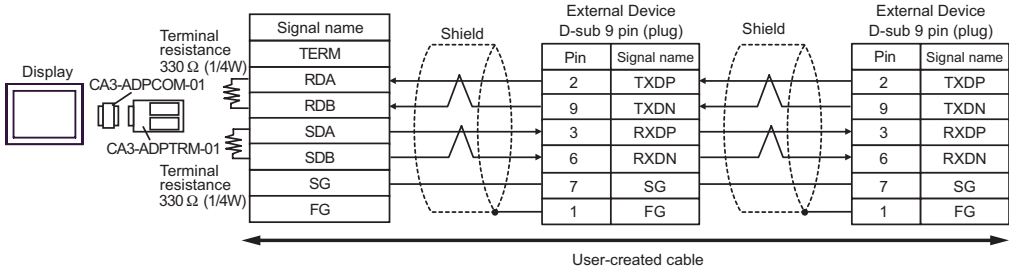 Display
CA3-ADPCOM-01
CA3-ADPTRM-01
Terminal
resistance
330 Ω (1/4W)
Terminal
resistance
330 Ω (1/4W)
Signal name
TERM
RDA
RDB
SDA
SDB
SG
FG
Shield
External Device
D-sub 9 pin (plug)
Pin Signal name
2 TXDP
9 TXDN
3 RXDP
6 RXDN
7 SG
1 FG
Shield
External Device
D-sub 9 pin (plug)
Pin Signal name
2 TXDP
9 TXDN
3 RXDP
6 RXDN
7 SG
1 FG
User-created cable